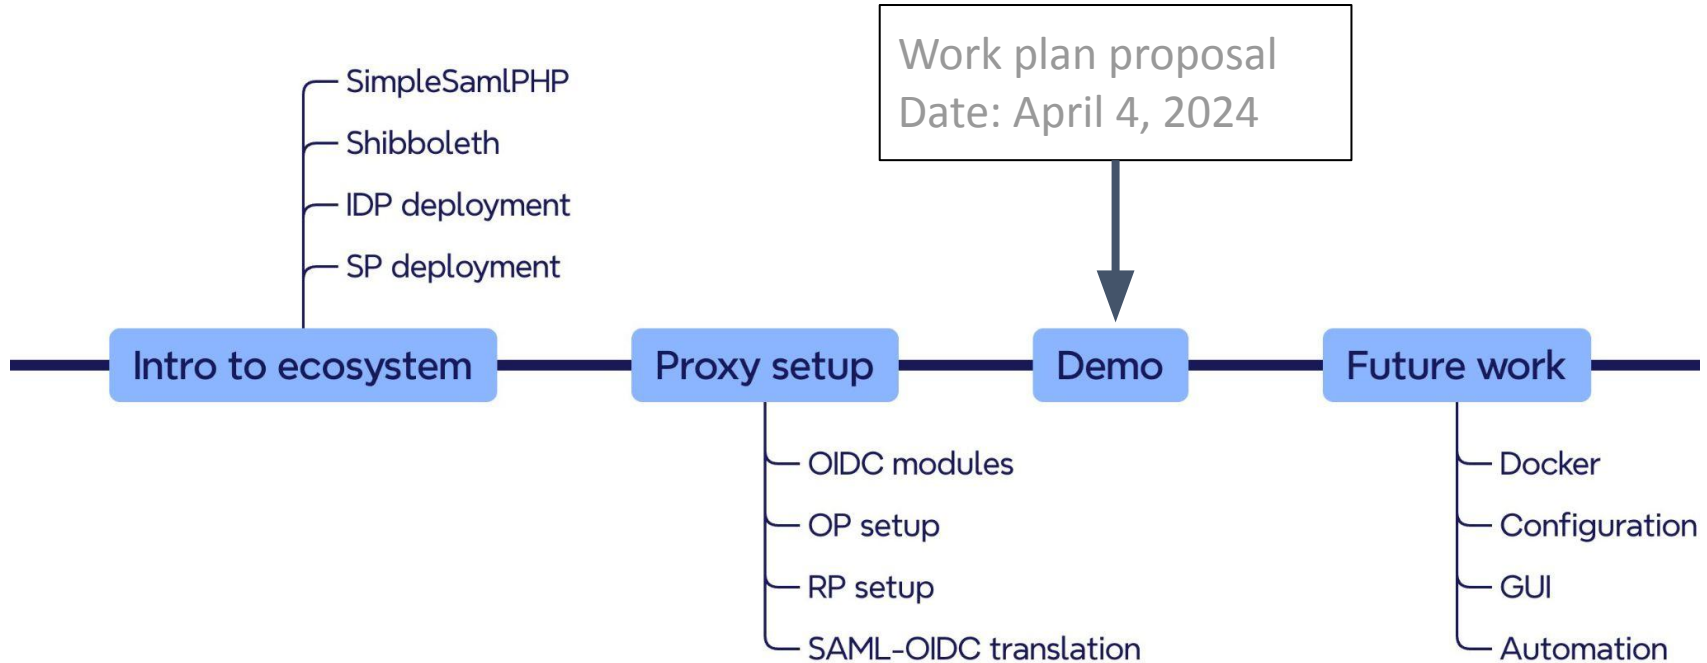 Work plan proposal
Date: April 4, 2024
SimpleSamlPHP
Shibboleth
IDP deployment
SP deployment
Intro to ecosystem
Proxy setup
Demo
Future work
OIDC modules
OP setup
RP setup
SAML-OIDC translation
Docker
Configuration
GUI
Automation